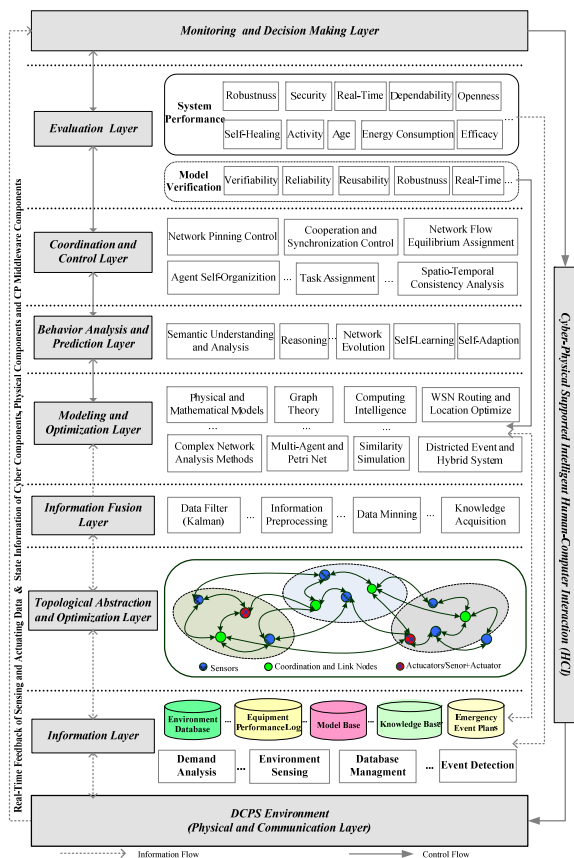 Monitoring and Decision Making Layer
Evaluation Layer
System
Performance
Robustnuss
Security
Real-Time
Dependability
Openness
Self-Healing
Activity
Age
Energy Consumption
Efficacy
...
Model
Verification
Verifiability
Reliability
Reusability
Robustnuss
Real-Time
...
Coordination and
Control Layer
Network Pinning Control
Cooperation and
Synchronization Control
Network Flow
Equilibrium Assignment
Agent Self-Organizition
...
Task Assignment
...
Spatio-Temporal
Consistency Analysis
Behavior Analysis and
Prediction Layer
Semantic Understanding
and Analysis
Reasoning
...
Network
Evolution
Self-Learning
Self-Adaption
Modeling and
Optimization Layer
Physical and
Mathematical Models
Graph
Theory
Computing
Intelligence
WSN Routing and
Location Optimize
...
...
...
...
Complex Network
Analysis Methods
Multi-Agent and
Petri Net
Similarity
Simulation
Districted Event and
Hybrid System
Information Fusion
Layer
Data Filter
(Kalman)
...
Information
Preprocessing
...
Data Minning
...
Knowledge
Acquisition
Topological Abstraction
and Optimization Layer
Sensors
Coordination and Link Nodes
Actucators/Senor+Actuator
Information Layer
Environment
Database
...
Equipment
PerformanceLog
...
Model Base
...
Knowledge Base
...
Emergency
Event Plans
Demand
Analysis
...
Environment
Sensing
Database
Managment
...
Event Detection
DCPS Environment
(Physical and Communication Layer)
Information Flow
Control Flow
Real-Time Feedback of Sensing and Actuating Data & State Information of Cyber Components, Physical Components and CP Middleware Components
Cyber-Physical Supported Intelligent Human-Computer Interaction (HCI)